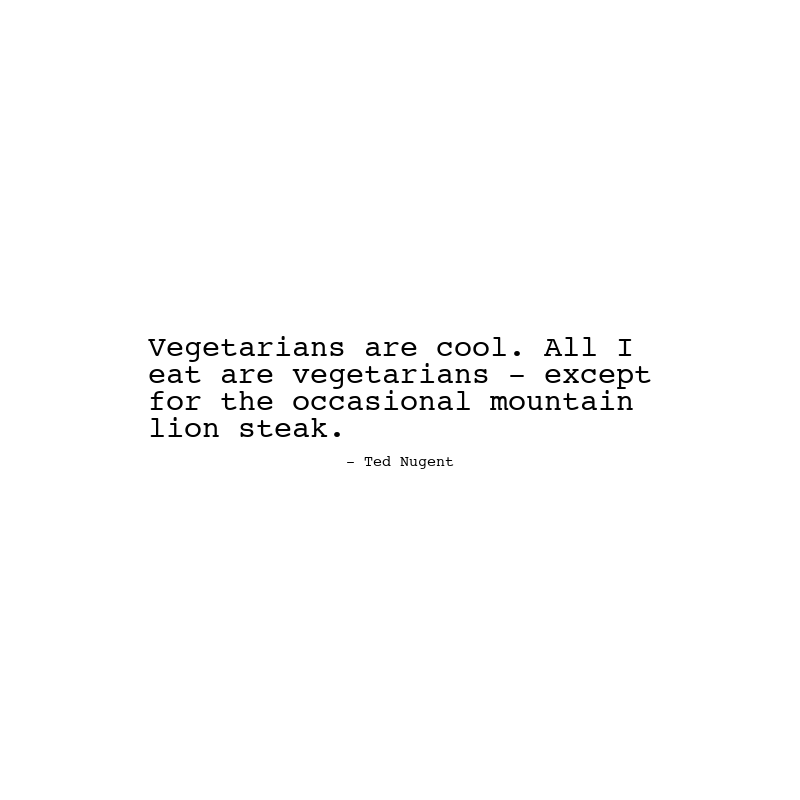 Vegetarians are cool. All I
eat are vegetarians – except
for the occasional mountain
lion steak.
– Ted Nugent